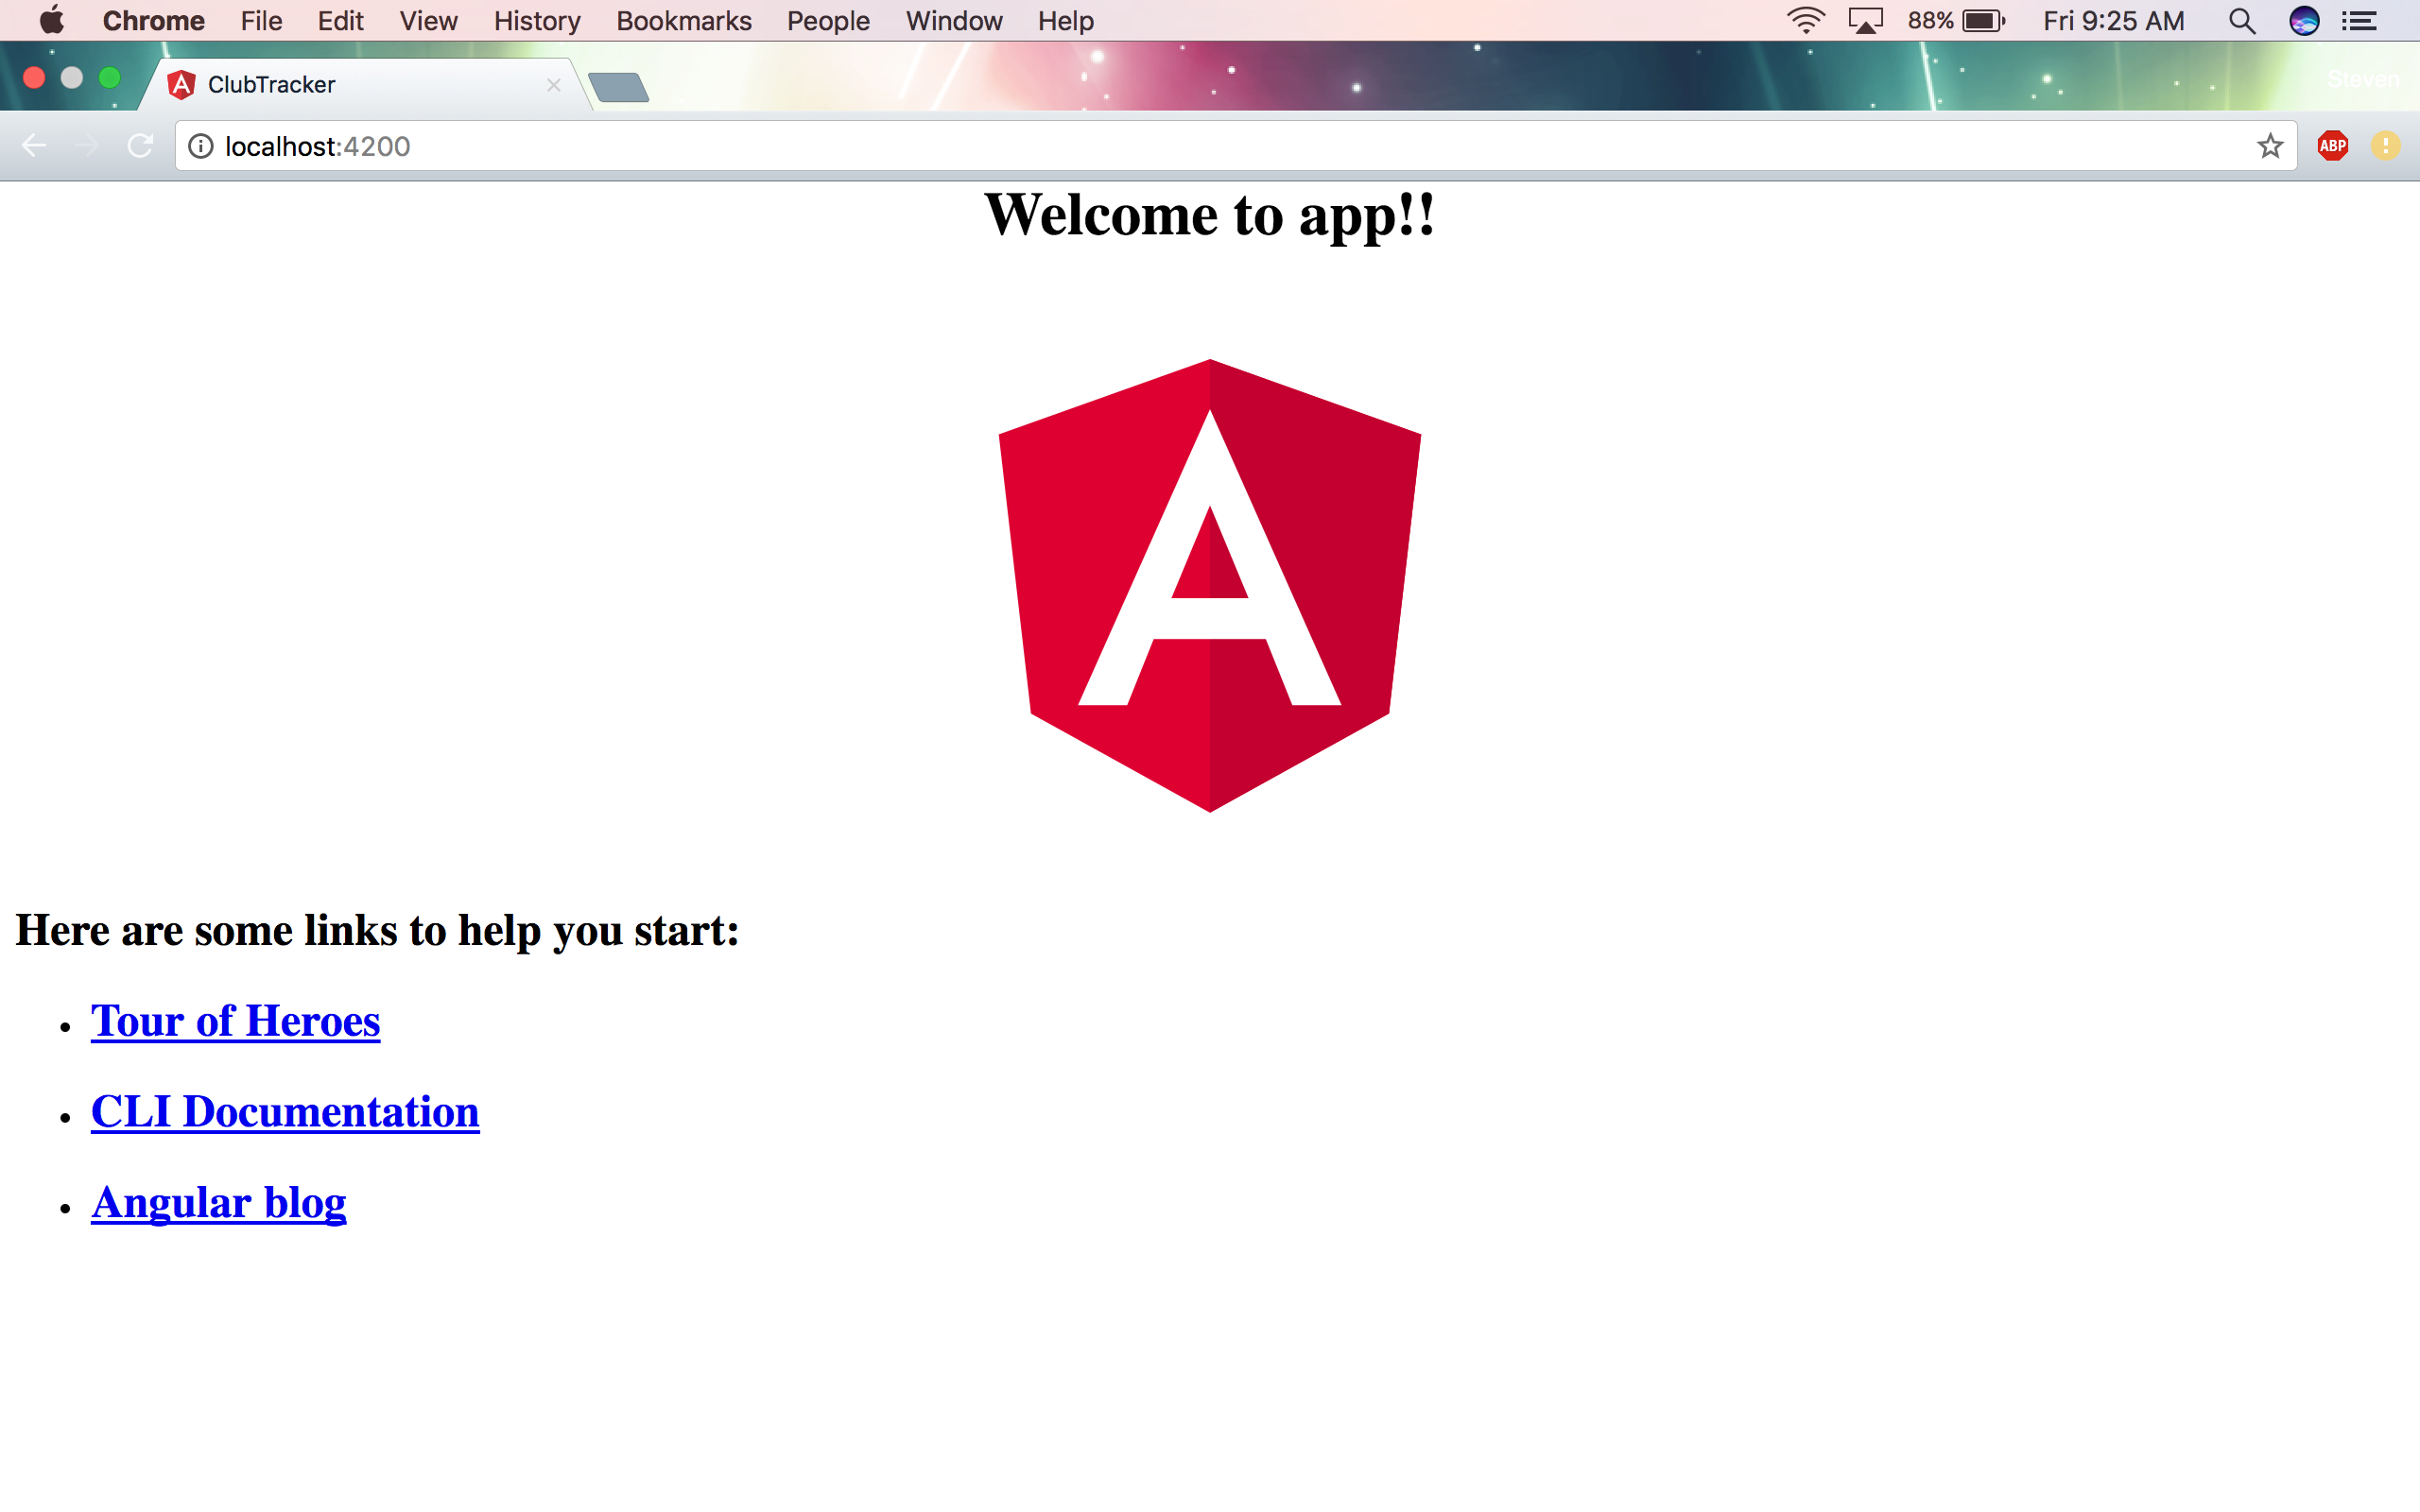 Chrome File Edit View History Bookmarks People Window Help 88% Fri 9:25 AM
ClubTracker
Steven
localhost:4200
ABP
Welcome to app!!
A
Here are some links to help you start:
Tour of Heroes
CLI Documentation
Angular blog